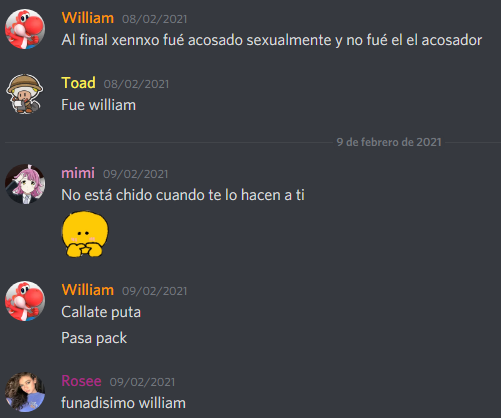 William 08/02/2021
Al final xennxo fué acosado sexualmente y no fué el el acosador
Toad 08/02/2021
Fue william
9 de febrero de 2021
mimi 09/02/2021
No está chido cuando te lo hacen a ti
William 09/02/2021
Callate puta
Pasa pack
Rosee 09/02/2021
funadisimo william